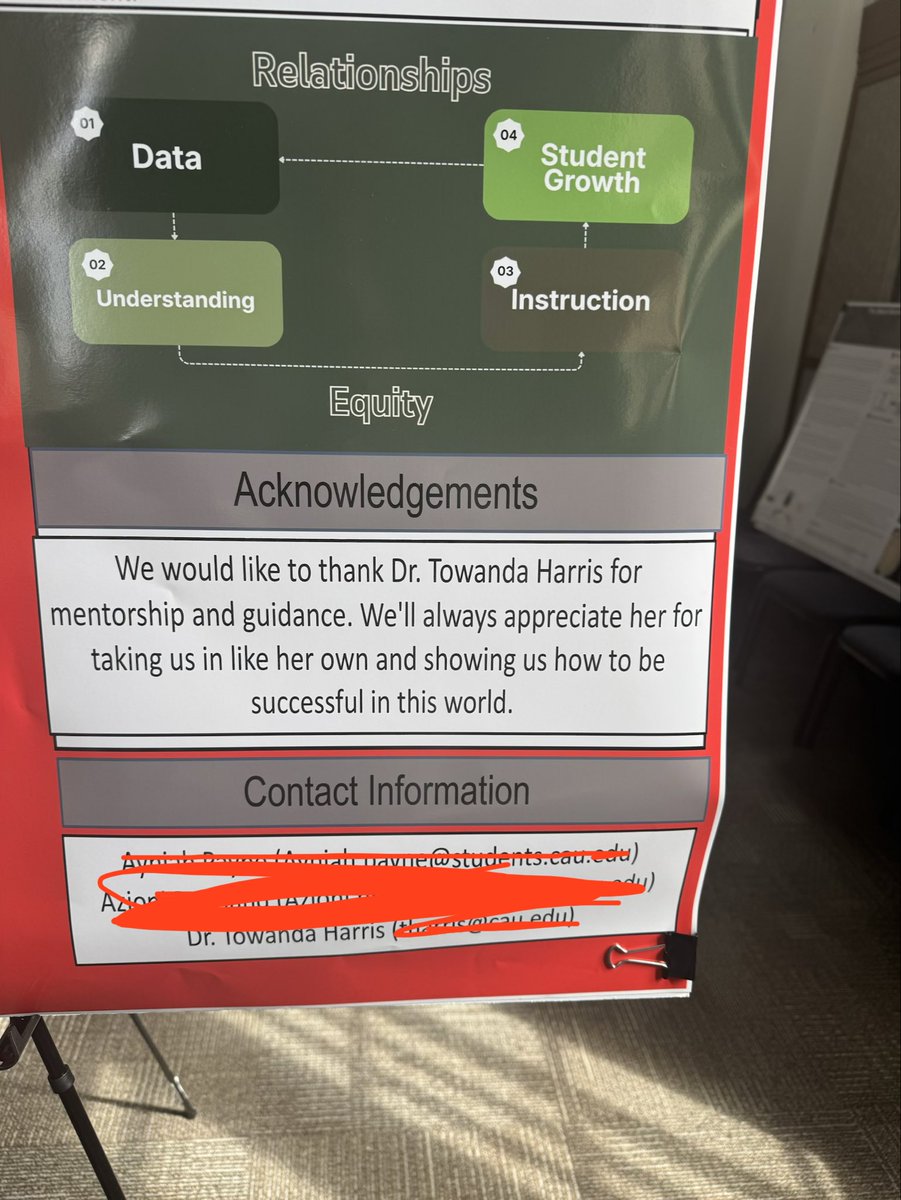 Relationships
01
Data
04
Student
Growth
02
Understanding
03
Instruction
Equity
Acknowledgements
We would like to thank Dr. Towanda Harris for
mentorship and guidance. We'll always appreciate her for
taking us in like her own and showing us how to be
successful in this world.
Contact Information
Dr. Towanda Harris